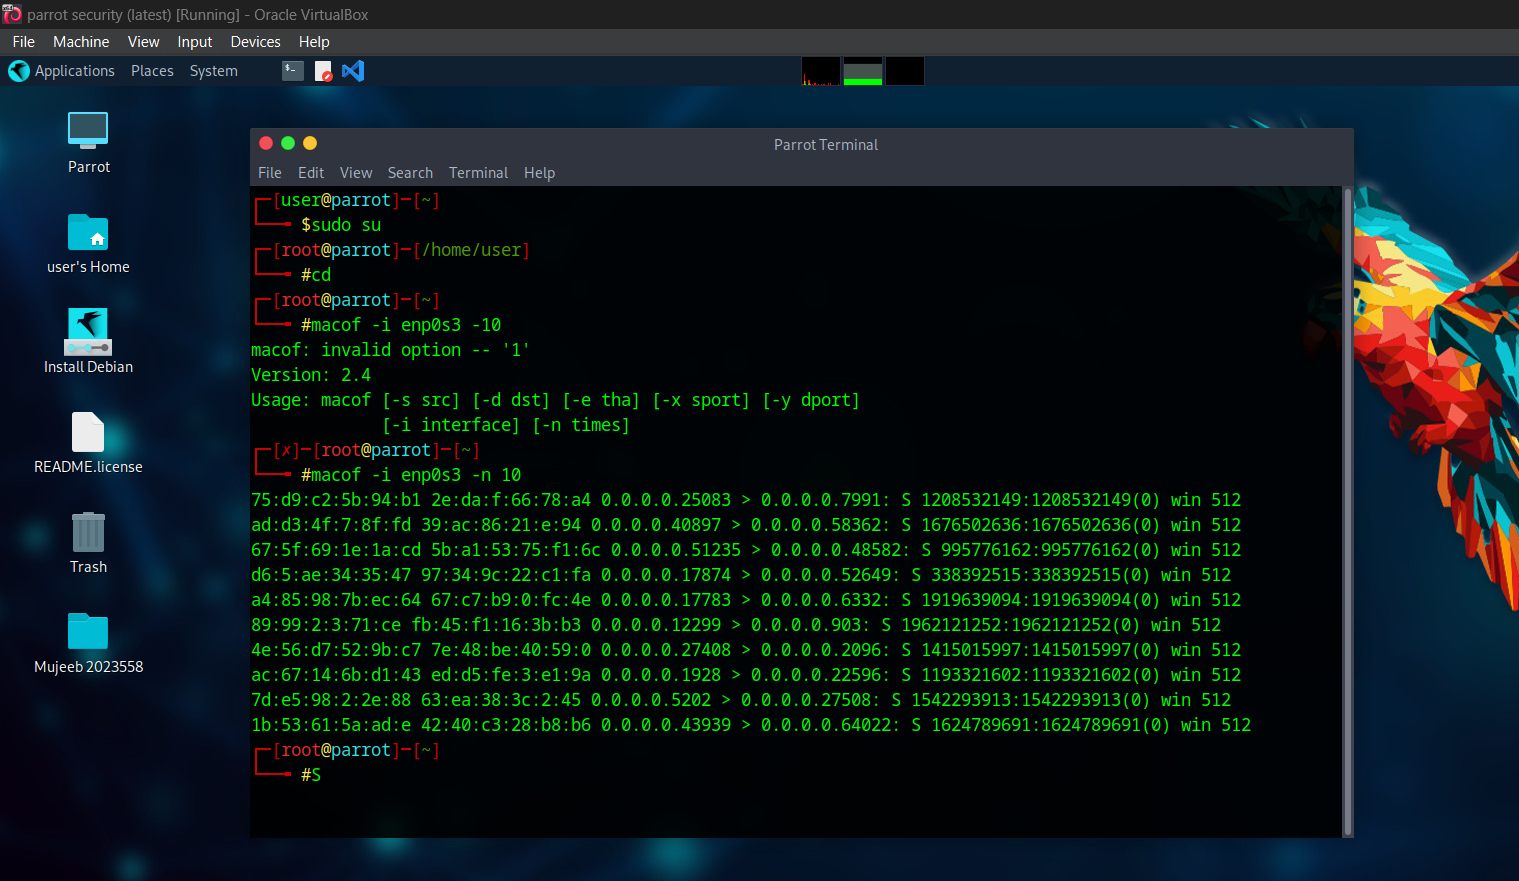 parrot security (latest) [Running] - Oracle VirtualBox
File Machine View Input Devices Help
Applications Places System
Parrot
user's Home
Install Debian
README.license
Trash
Mujeeb 2023558
Parrot Terminal
File Edit View Search Terminal Help
[user@parrot]─[~]
$sudo su
[root@parrot]─[/home/user]
#cd
[root@parrot]─[~]
#macof -i enp0s3 -10
macof: invalid option -- '1'
Version: 2.4
Usage: macof [-s src] [-d dst] [-e tha] [-x sport] [-y dport]
[-i interface] [-n times]
[✗]─[root@parrot]─[~]
#macof -i enp0s3 -n 10
75:d9:c2:5b:94:b1 2e:da:f:66:78:a4 0.0.0.0.25083 > 0.0.0.0.7991: S 1208532149:1208532149(0) win 512
ad:d3:4f:7:8f:fd 39:ac:86:21:e:94 0.0.0.0.40897 > 0.0.0.0.58362: S 1676502636:1676502636(0) win 512
67:5f:69:1e:1a:cd 5b:a1:53:75:f1:6c 0.0.0.0.51235 > 0.0.0.0.48582: S 995776162:995776162(0) win 512
d6:5:ae:34:35:47 97:34:9c:22:c1:fa 0.0.0.0.17874 > 0.0.0.0.52649: S 338392515:338392515(0) win 512
a4:85:98:7b:ec:64 67:c7:b9:0:fc:4e 0.0.0.0.17783 > 0.0.0.0.6332: S 1919639094:1919639094(0) win 512
89:99:2:3:71:ce fb:45:f1:16:3b:b3 0.0.0.0.12299 > 0.0.0.0.903: S 1962121252:1962121252(0) win 512
4e:56:d7:52:9b:c7 7e:48:be:40:59:0 0.0.0.0.27408 > 0.0.0.0.2096: S 1415015997:1415015997(0) win 512
ac:67:14:6b:d1:43 ed:d5:fe:3:e1:9a 0.0.0.0.1928 > 0.0.0.0.22596: S 1193321602:1193321602(0) win 512
7d:e5:98:2:2e:88 63:ea:38:3c:2:45 0.0.0.0.5202 > 0.0.0.0.27508: S 1542293913:1542293913(0) win 512
1b:53:61:5a:ad:e 42:40:c3:28:b8:b6 0.0.0.0.43939 > 0.0.0.0.64022: S 1624789691:1624789691(0) win 512
[root@parrot]─[~]
#S